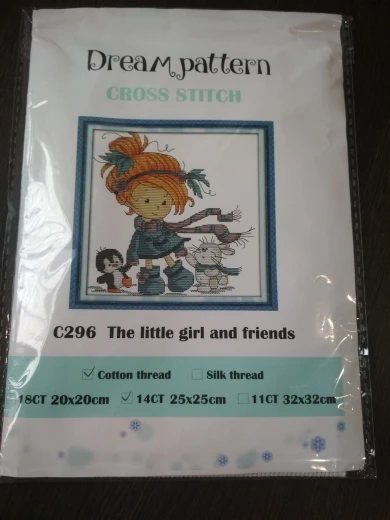 Dream pattern
CROSS STITCH
C296 The little girl and friends
Cotton thread Silk thread
18CT 20x20cm 14CT 25x25cm 11CT 32x32cm